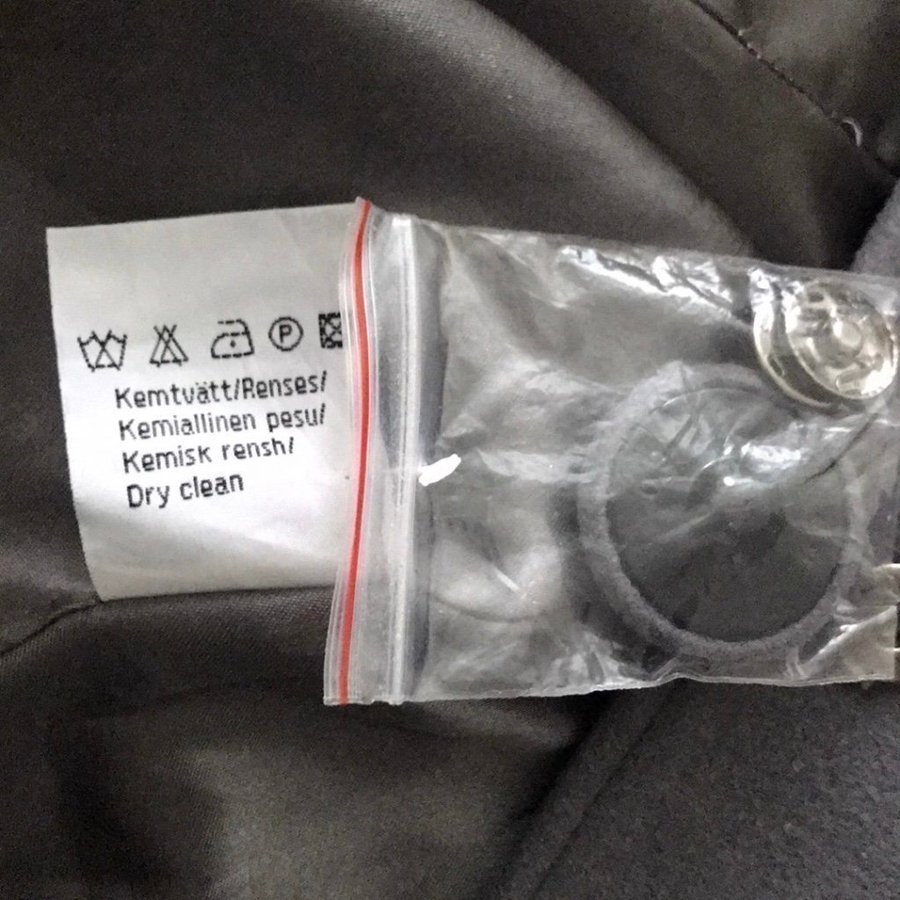 P
Kemtvätt/Renses/
Kemiallinen pesu/
Kemisk rensh/
Dry clean